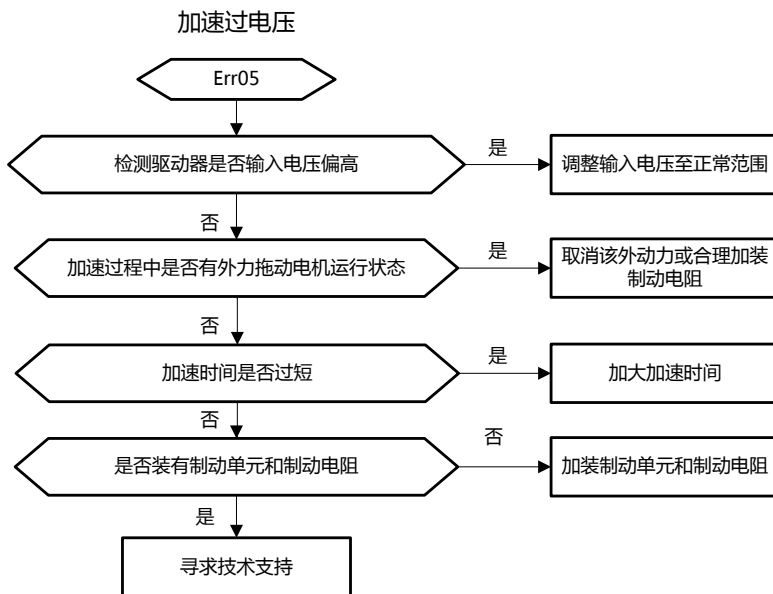 加速过电压
Err05
检测驱动器是否输入电压偏高
是
调整输入电压至正常范围
否
加速过程中是否有外力拖动电机运行状态
是
取消该外动力或合理加装
制动电阻
否
加速时间是否过短
是
加大加速时间
否
是否装有制动单元和制动电阻
否
加装制动单元和制动电阻
是
寻求技术支持